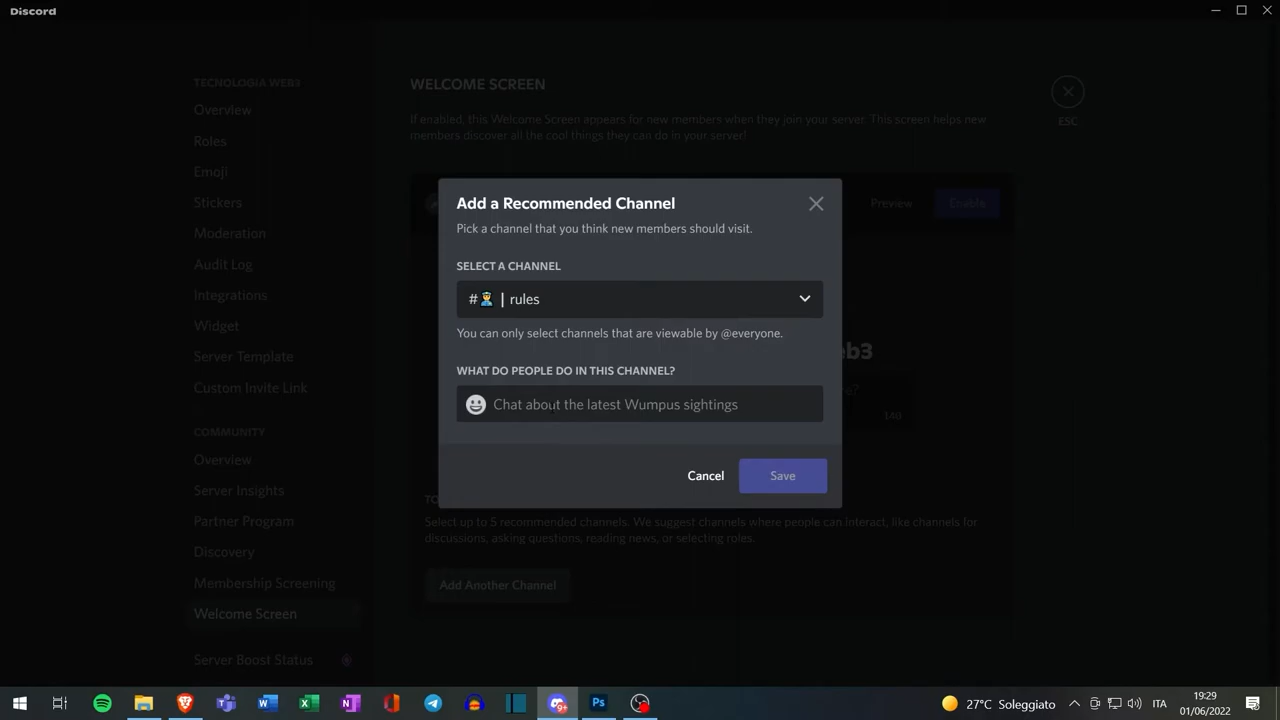 Discord
TECNOLOGIA WEB3
Overview
Roles
Emoji
Stickers
Moderation
Audit Log
Integrations
Widget
Server Template
Custom Invite Link
COMMUNITY
Overview
Server Insights
Partner Program
Discovery
Membership Screening
Welcome Screen
Server Boost Status
WELCOME SCREEN
If enabled, this Welcome Screen appears for new members when they join your server. This screen helps new
members discover all the cool things they can do in your server!
ESC
Preview
Enable
Add a Recommended Channel
Pick a channel that you think new members should visit.
SELECT A CHANNEL
#👮 | rules
You can only select channels that are viewable by @everyone.
WHAT DO PEOPLE DO IN THIS CHANNEL?
Chat about the latest Wumpus sightings
Cancel
Save
eb3
e?
140
Select up to 5 recommended channels. We suggest channels where people can interact, like channels for
discussions, asking questions, reading news, or selecting roles.
Add Another Channel
27°C Soleggiato
ITA
19:29
01/06/2022